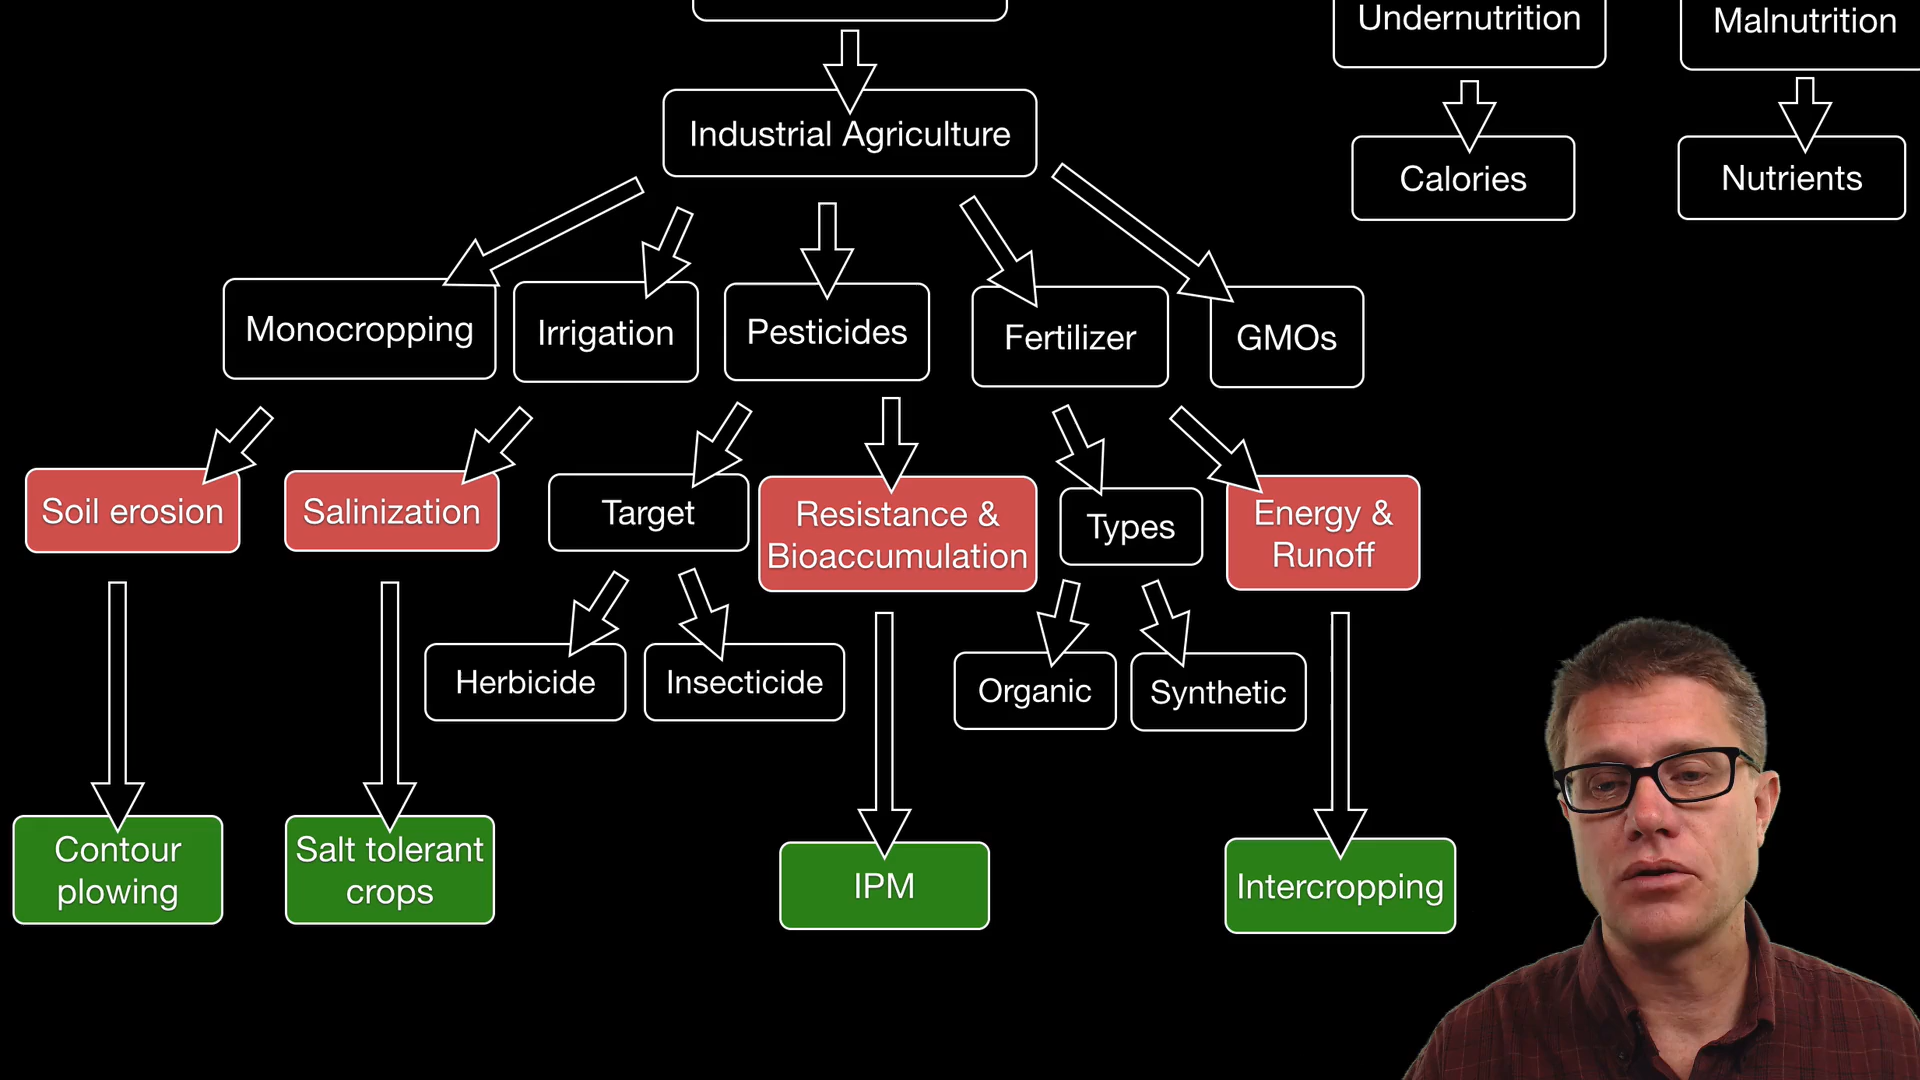 Undernutrition
Malnutrition
Industrial Agriculture
Calories
Nutrients
Monocropping
Irrigation
Pesticides
Fertilizer
GMOs
Soil erosion
Salinization
Target
Resistance &
Bioaccumulation
Types
Energy &
Runoff
Herbicide
Insecticide
Organic
Synthetic
Contour
plowing
Salt tolerant
crops
IPM
Intercropping